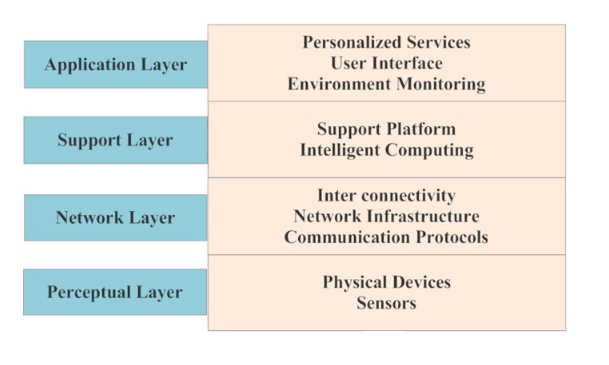 Application Layer
Personalized Services
User Interface
Environment Monitoring
Support Layer
Support Platform
Intelligent Computing
Network Layer
Inter connectivity
Network Infrastructure
Communication Protocols
Perceptual Layer
Physical Devices
Sensors